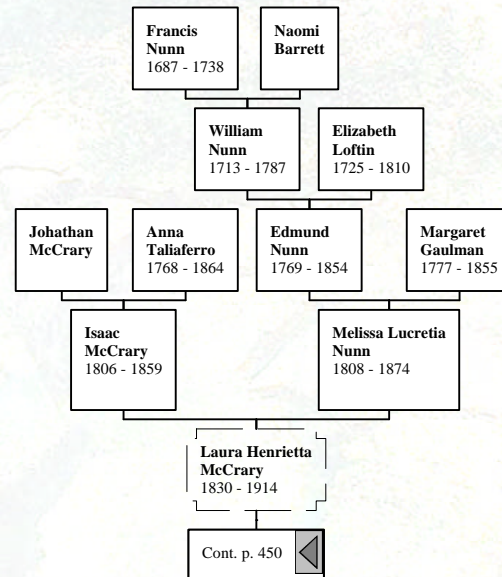 Francis
Nunn
1687 - 1738
Naomi
Barrett
William
Nunn
1713 - 1787
Elizabeth
Loftin
1725 - 1810
Johathan
McCrary
Anna
Taliaferro
1768 - 1864
Edmund
Nunn
1769 - 1854
Margaret
Gaulman
1777 - 1855
Isaac
McCrary
1806 - 1859
Melissa Lucretia
Nunn
1808 - 1874
Laura Henrietta
McCrary
1830 - 1914
Cont. p. 450